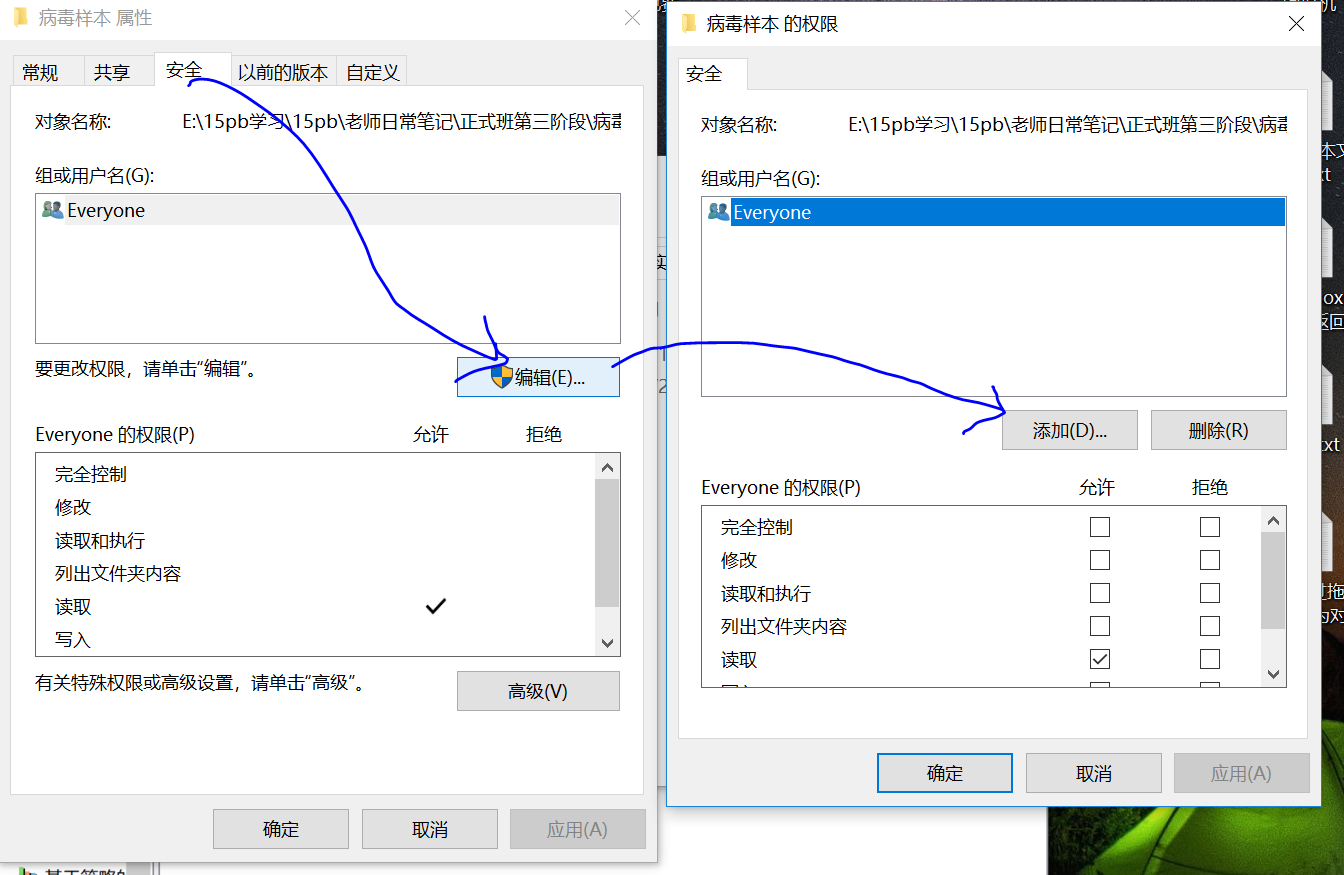 病毒样本 属性
常规 共享 安全 以前的版本 自定义
对象名称: E:\15pb学习\15pb\老师日常笔记\正式班第三阶段\病毒
组或用户名(G):
Everyone
要更改权限，请单击“编辑”。
编辑(E)...
Everyone 的权限(P) 允许 拒绝
完全控制
修改
读取和执行
列出文件夹内容
读取
写入
有关特殊权限或高级设置，请单击“高级”。
高级(V)
确定 取消 应用(A)
病毒样本 的权限
安全
对象名称: E:\15pb学习\15pb\老师日常笔记\正式班第三阶段\病毒
组或用户名(G):
Everyone
添加(D)... 删除(R)
Everyone 的权限(P) 允许 拒绝
完全控制
修改
读取和执行
列出文件夹内容
读取
确定 取消 应用(A)